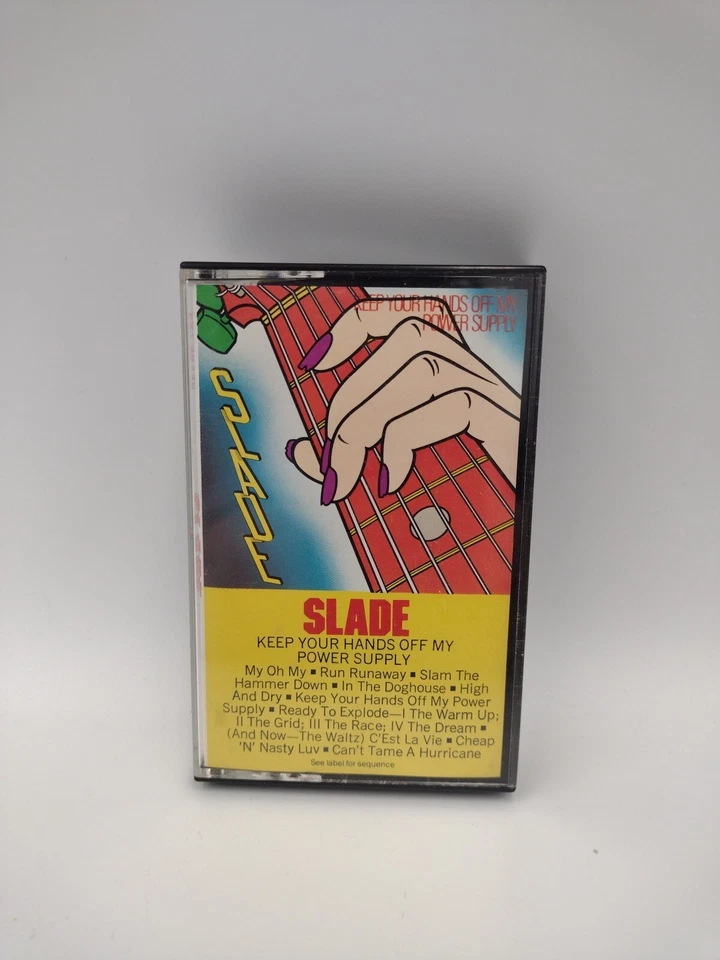 KEEP YOUR HANDS OFF MY
POWER SUPPLY
SLADE
SLADE
KEEP YOUR HANDS OFF MY
POWER SUPPLY
My Oh My ▪ Run Runaway ▪ Slam The
Hammer Down ▪ In The Doghouse ▪ High
And Dry ▪ Keep Your Hands Off My Power
Supply ▪ Ready To Explode—I The Warm Up;
II The Grid; III The Race; IV The Dream ▪
(And Now—The Waltz) C'Est La Vie ▪ Cheap
'N' Nasty Luv ▪ Can't Tame A Hurricane
See label for sequence